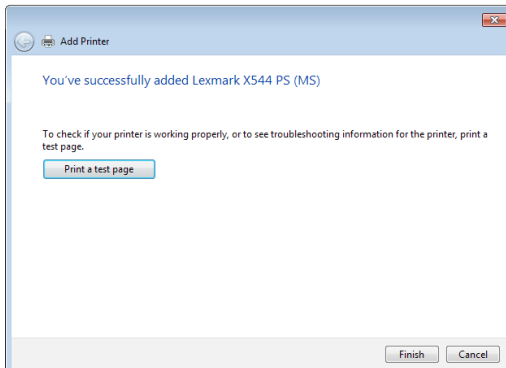 Add Printer
You've successfully added Lexmark X544 PS (MS)
To check if your printer is working properly, or to see troubleshooting information for the printer, print a
test page.
Print a test page
Finish
Cancel